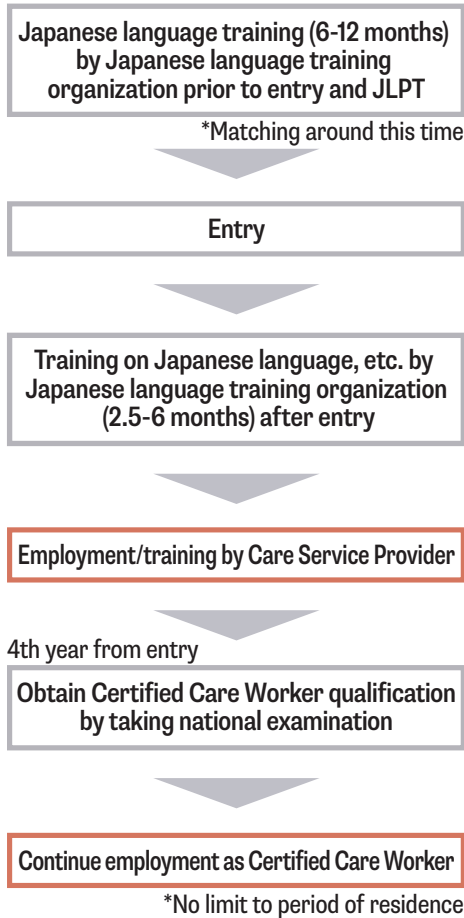 Japanese language training (6-12 months)
by Japanese language training
organization prior to entry and JLPT
*Matching around this time
Entry
Training on Japanese language, etc. by
Japanese language training organization
(2.5-6 months) after entry
Employment/training by Care Service Provider
4th year from entry
Obtain Certified Care Worker qualification
by taking national examination
Continue employment as Certified Care Worker
*No limit to period of residence